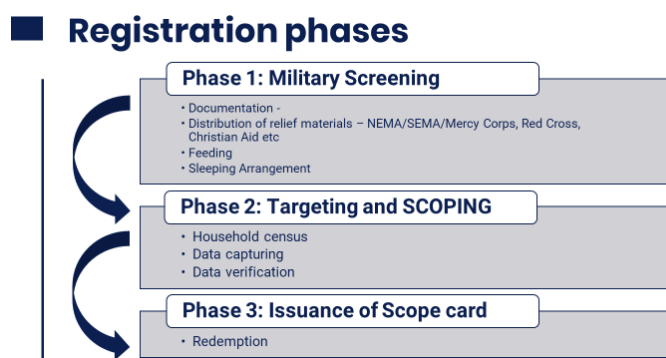 Registration phases
Phase 1: Military Screening
• Documentation -
• Distribution of relief materials – NEMA/SEMA/Mercy Corps, Red Cross,
Christian Aid etc
• Feeding
• Sleeping Arrangement
Phase 2: Targeting and SCOPING
• Household census
• Data capturing
• Data verification
Phase 3: Issuance of Scope card
• Redemption